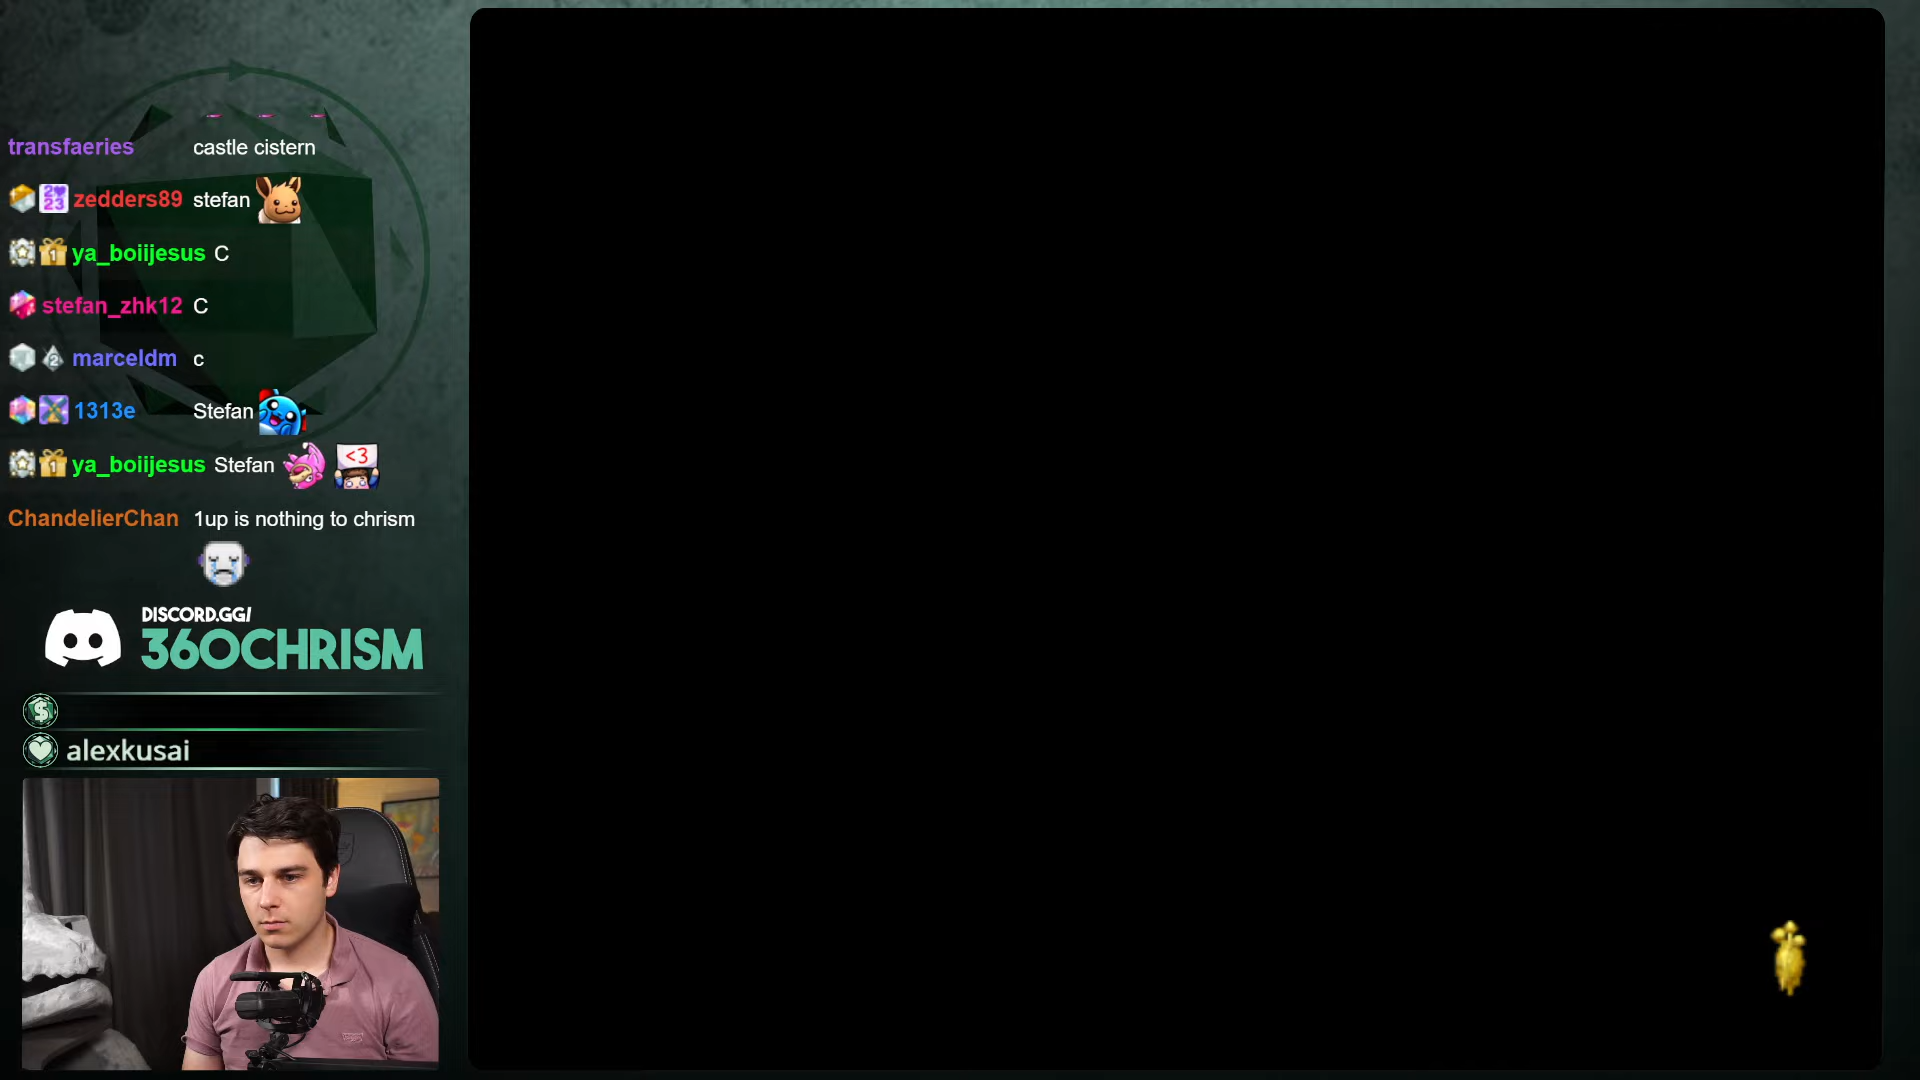 transfaeries castle cistern
zedders89 stefan
ya_boiijesus C
stefan_zhk12 C
marceldm c
1313e Stefan
ya_boiijesus Stefan <3
ChandelierChan 1up is nothing to chrism
DISCORD.GG/
360CHRISM
alexkusai